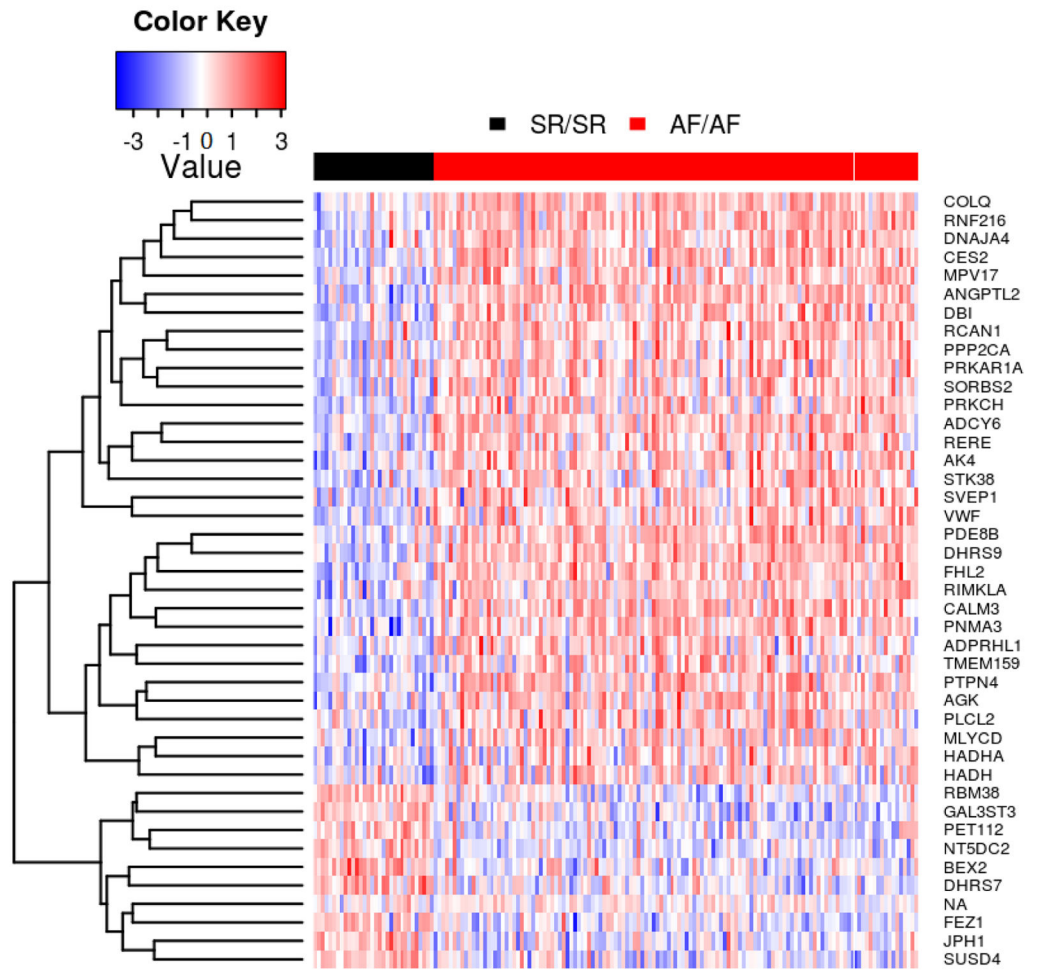 Color Key
-3 -1 0 1 3
Value
SR/SR AF/AF
COLQ
RNF216
DNAJA4
CES2
MPV17
ANGPTL2
DBI
RCAN1
PPP2CA
PRKAR1A
SORBS2
PRKCH
ADCY6
RERE
AK4
STK38
SVEP1
VWF
PDE8B
DHRS9
FHL2
RIMKLA
CALM3
PNMA3
ADPRHL1
TMEM159
PTPN4
AGK
PLCL2
MLYCD
HADHA
HADH
RBM38
GAL3ST3
PET112
NT5DC2
BEX2
DHRS7
NA
FEZ1
JPH1
SUSD4